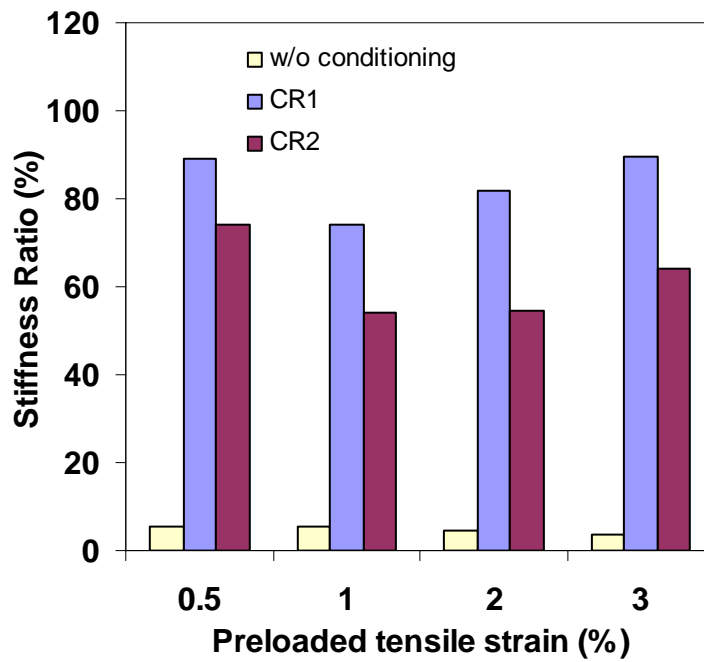 120
100
80
60
40
20
0
Stiffness Ratio (%)
w/o conditioning
CR1
CR2
0.5 1 2 3
Preloaded tensile strain (%)